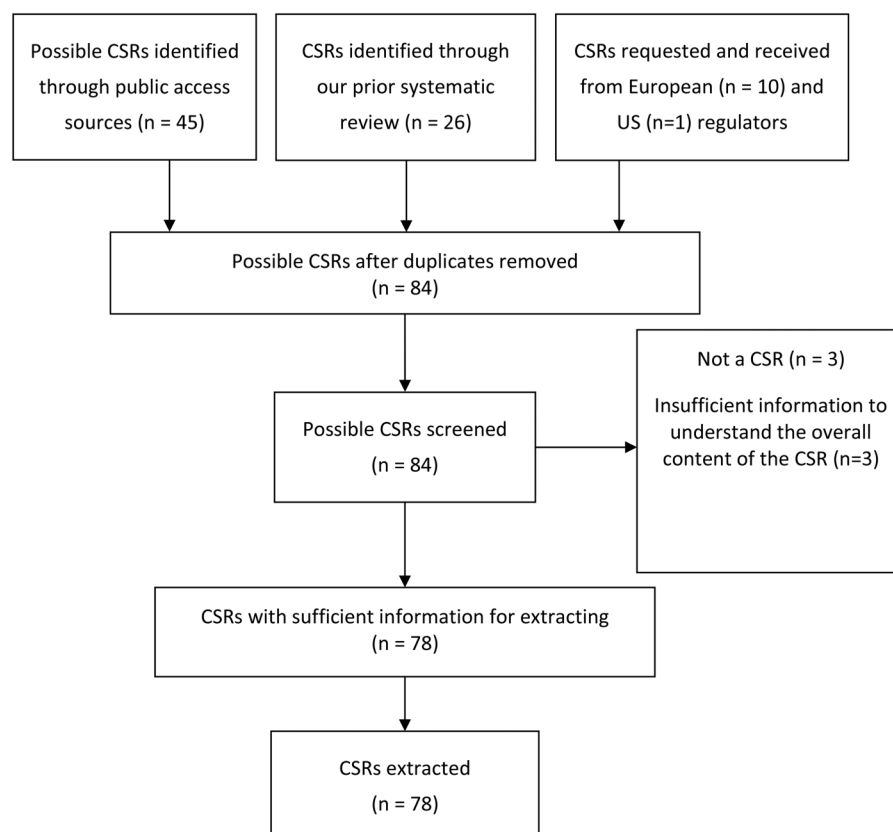 Possible CSRs identified
through public access
sources (n = 45)
CSRs identified through
our prior systematic
review (n = 26)
CSRs requested and received
from European (n = 10) and
US (n=1) regulators
Possible CSRs after duplicates removed
(n = 84)
Not a CSR (n = 3)
Insufficient information to
understand the overall
content of the CSR (n=3)
Possible CSRs screened
(n = 84)
CSRs with sufficient information for extracting
(n = 78)
CSRs extracted
(n = 78)